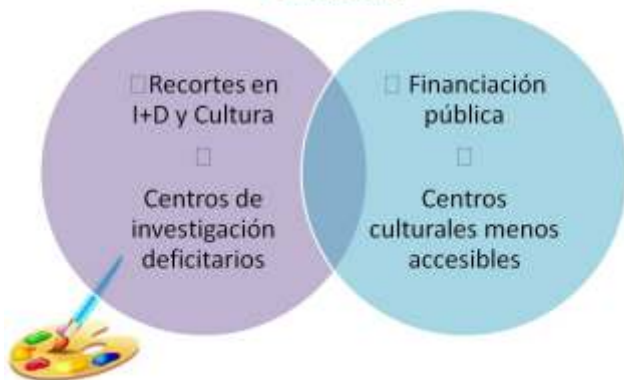 □Recortes en
I+D y Cultura
□
Centros de
investigación
deficitarios
□ Financiación
pública
□
Centros
culturales menos
accesibles